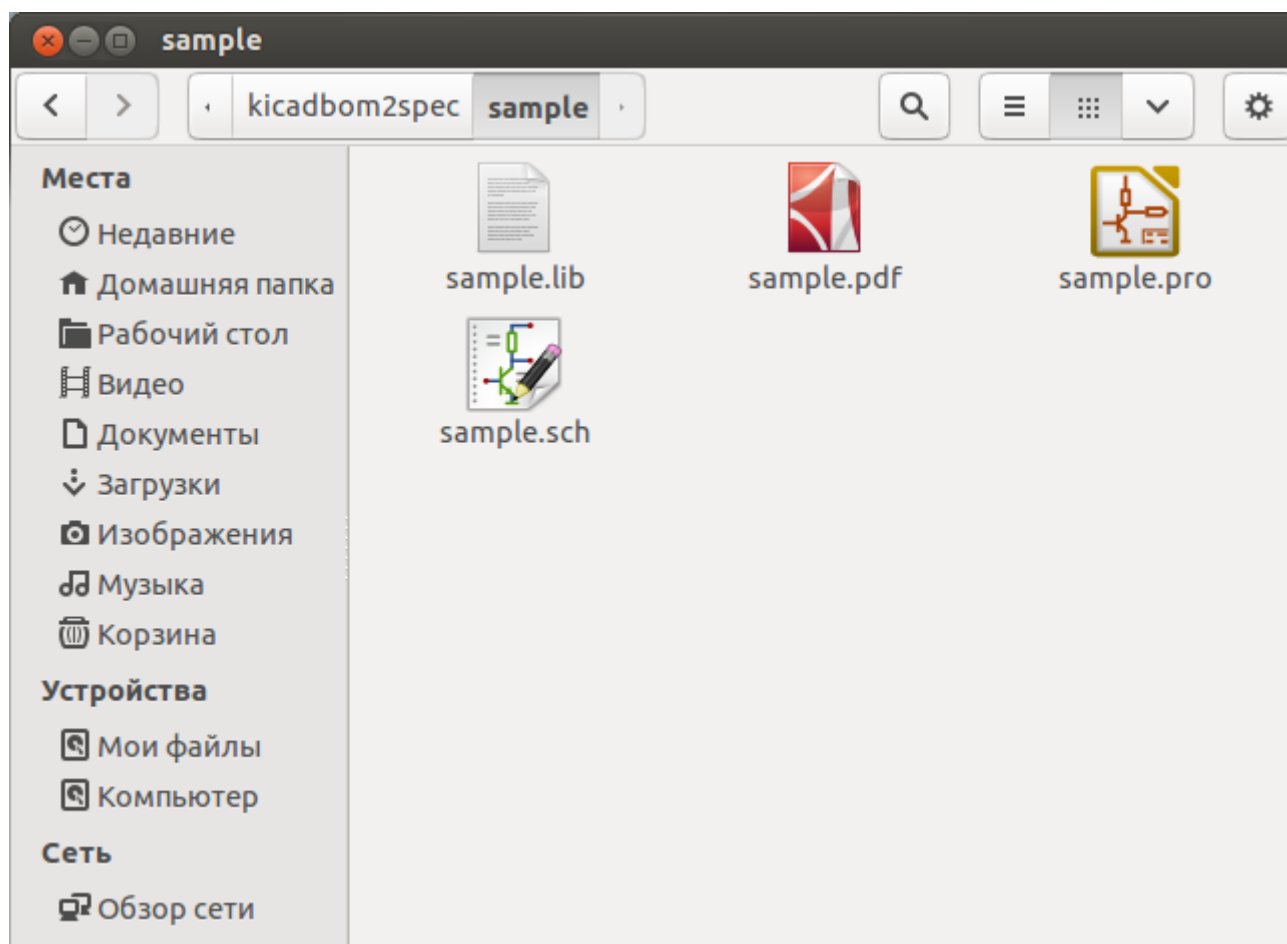 sample
kicadbom2spec sample
Места
Недавние
Домашняя папка
Рабочий стол
Видео
Документы
Загрузки
Изображения
Музыка
Корзина
Устройства
Мои файлы
Компьютер
Сеть
Обзор сети
sample.lib sample.pdf sample.pro
sample.sch